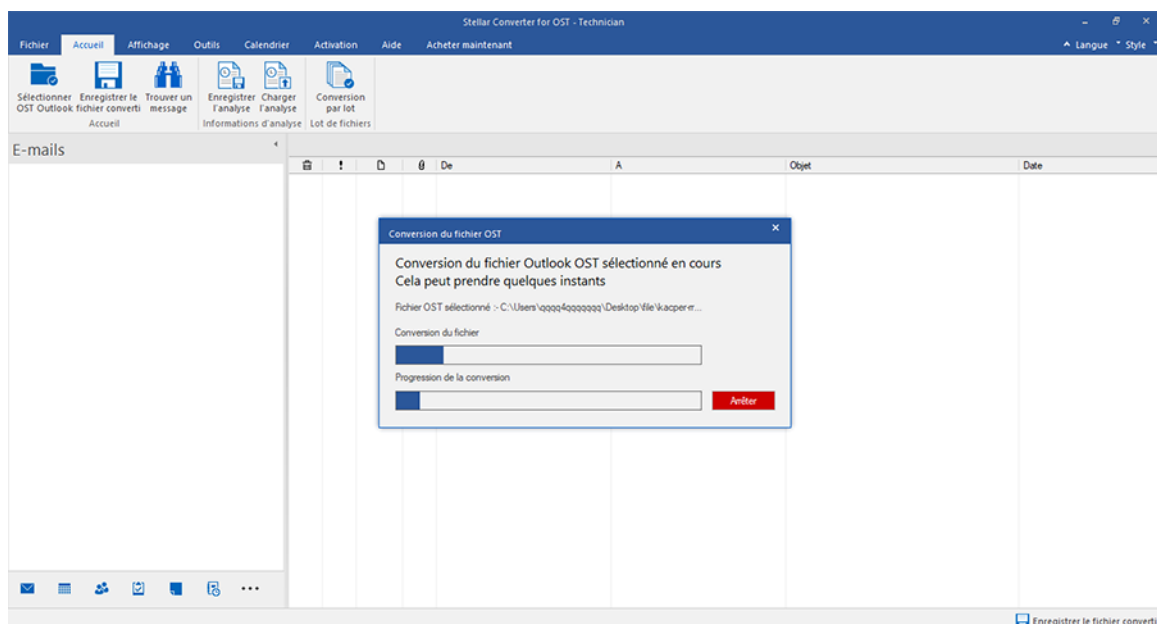 Stellar Converter for OST - Technician
Fichier Accueil Affichage Outils Calendrier Activation Aide Acheter maintenant Langue Style
Sélectionner Enregistrer le Trouver un Enregistrer Charger Conversion
OST Outlook fichier converti message l'analyse l'analyse par lot
Accueil Informations d'analyse Lot de fichiers
E-mails
De A Objet Date
Conversion du fichier OST
Conversion du fichier Outlook OST sélectionné en cours
Cela peut prendre quelques instants
Fichier OST sélectionné :- C:\Users\qqqq4qqqqqqq\Desktop\file\kacper-r...
Conversion du fichier
Progression de la conversion
Arrêter
Enregistrer le fichier converti